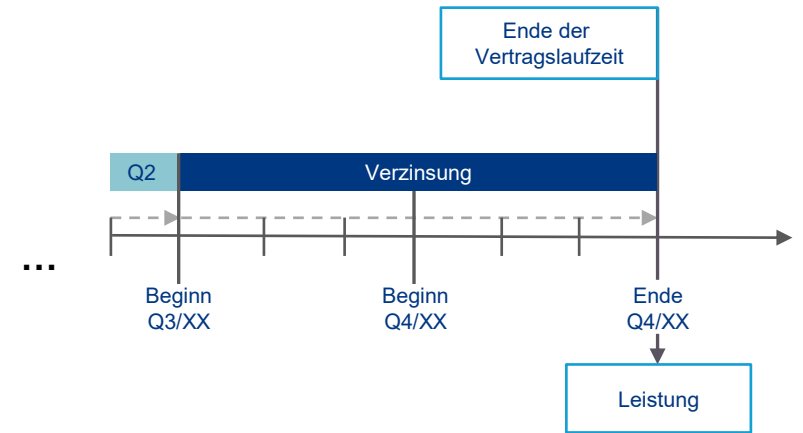 Ende der
Vertragslaufzeit
Q2
Verzinsung
...
Beginn
Q3/XX
Beginn
Q4/XX
Ende
Q4/XX
Leistung